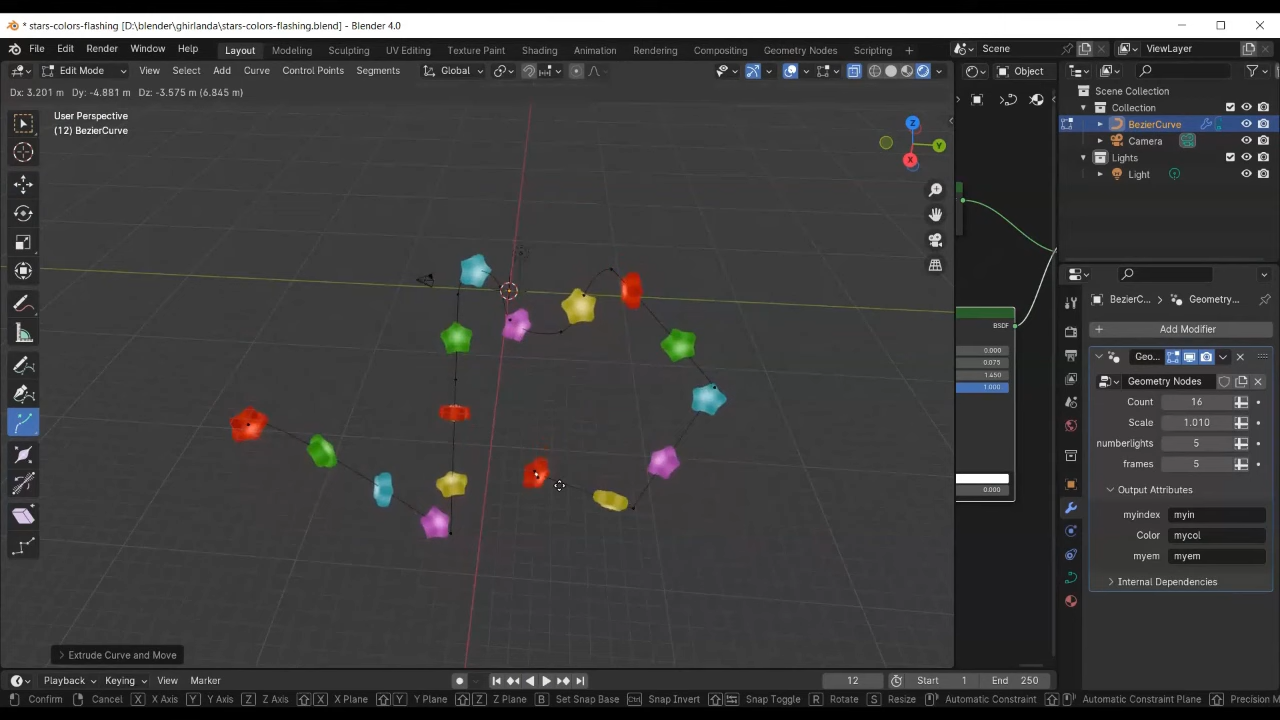 * stars-colors-flashing [D:\blender\ghirlanda\stars-colors-flashing.blend] - Blender 4.0
File Edit Render Window Help Layout Modeling Sculpting UV Editing Texture Paint Shading Animation Rendering Compositing Geometry Nodes Scripting + Scene ViewLayer
Edit Mode View Select Add Curve Control Points Segments Global Object
Dx: 3.201 m Dy: -4.881 m Dz: -3.575 m (6.845 m)
User Perspective
(12) BezierCurve
Z
Y
X
Scene Collection
Collection
BezierCurve
Camera
Lights
Light
BSDF
0.000
0.075
1.450
1.000
0.000
BezierC... Geometry...
Add Modifier
Geo...
Geometry Nodes
Count 16
Scale 1.010
numberlights 5
frames 5
Output Attributes
myindex myin
Color mycol
myem myem
Internal Dependencies
Extrude Curve and Move
Playback Keying View Marker 12 Start 1 End 250
Confirm Cancel X X Axis Y Y Axis Z Z Axis X X Plane Y Y Plane Z Z Plane B Set Snap Base Ctrl Snap Invert Snap Toggle R Rotate S Resize Automatic Constraint Automatic Constraint Plane Precision M